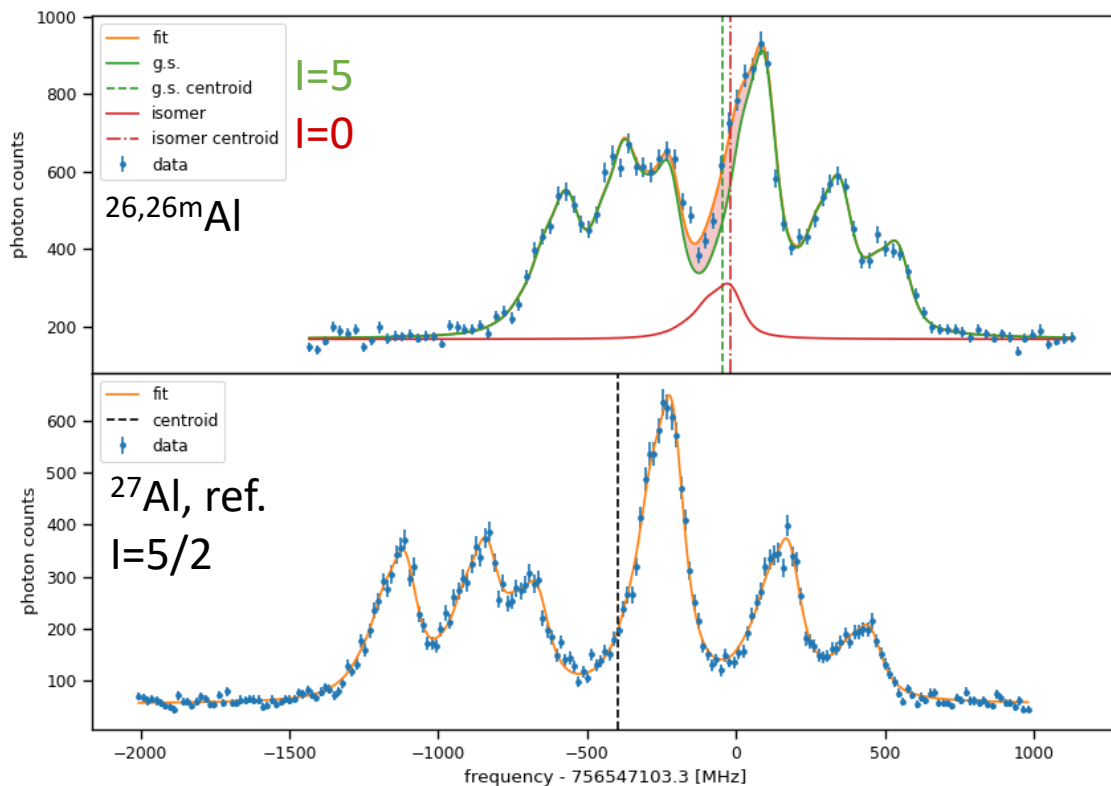 1000
800
600
400
200
photon counts
fit
g.s.
g.s. centroid
isomer
isomer centroid
data
I=5
I=0
26,26mAl
600
500
400
300
200
100
photon counts
fit
centroid
data
27Al, ref.
I=5/2
−2000 −1500 −1000 −500 0 500 1000
frequency - 756547103.3 [MHz]